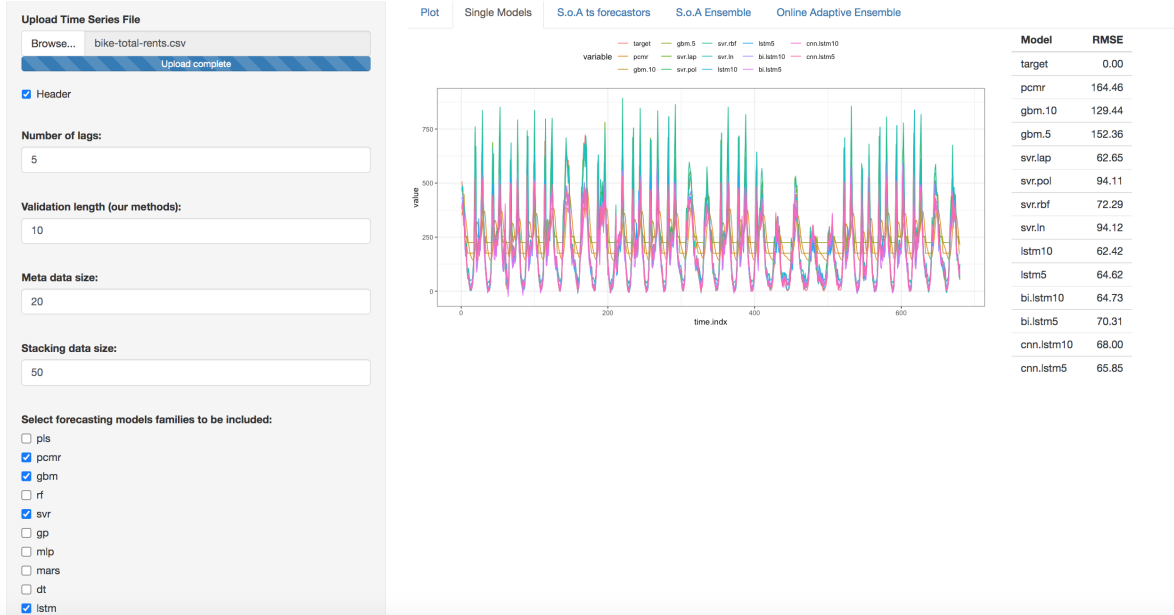 Upload Time Series File
Browse... bike-total-rents.csv
Upload complete
Header
Number of lags:
5
Validation length (our methods):
10
Meta data size:
20
Stacking data size:
50
Select forecasting models families to be included:
pls
pcmr
gbm
rf
svr
gp
mlp
mars
dt
lstm
Plot Single Models S.o.A ts forecastors S.o.A Ensemble Online Adaptive Ensemble
target gbm.5 svr.rbf lstm5 cnn.lstm10
variable pcmr svr.lap svr.ln bi.lstm10 cnn.lstm5
gbm.10 svr.pol lstm10 bi.lstm5
value
750
500
250
0
0 200 400 600
time.indx
Model RMSE
target 0.00
pcmr 164.46
gbm.10 129.44
gbm.5 152.36
svr.lap 62.65
svr.pol 94.11
svr.rbf 72.29
svr.ln 94.12
lstm10 62.42
lstm5 64.62
bi.lstm10 64.73
bi.lstm5 70.31
cnn.lstm10 68.00
cnn.lstm5 65.85